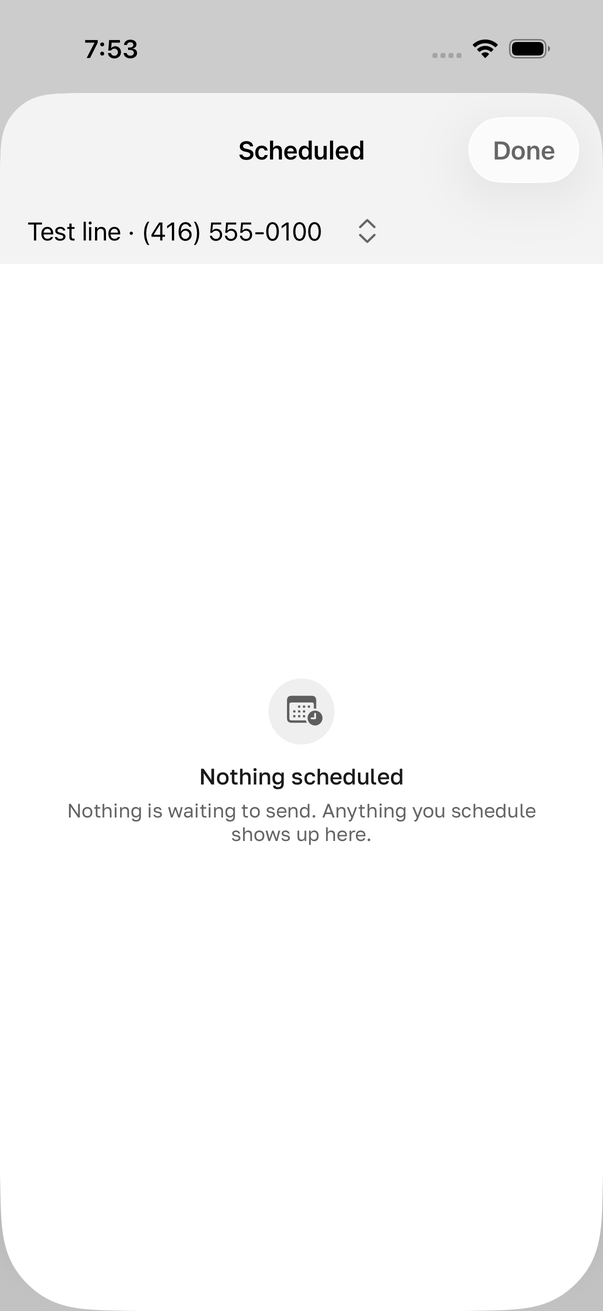 7:53
Scheduled
Done
Test line · (416) 555-0100
Nothing scheduled
Nothing is waiting to send. Anything you schedule
shows up here.